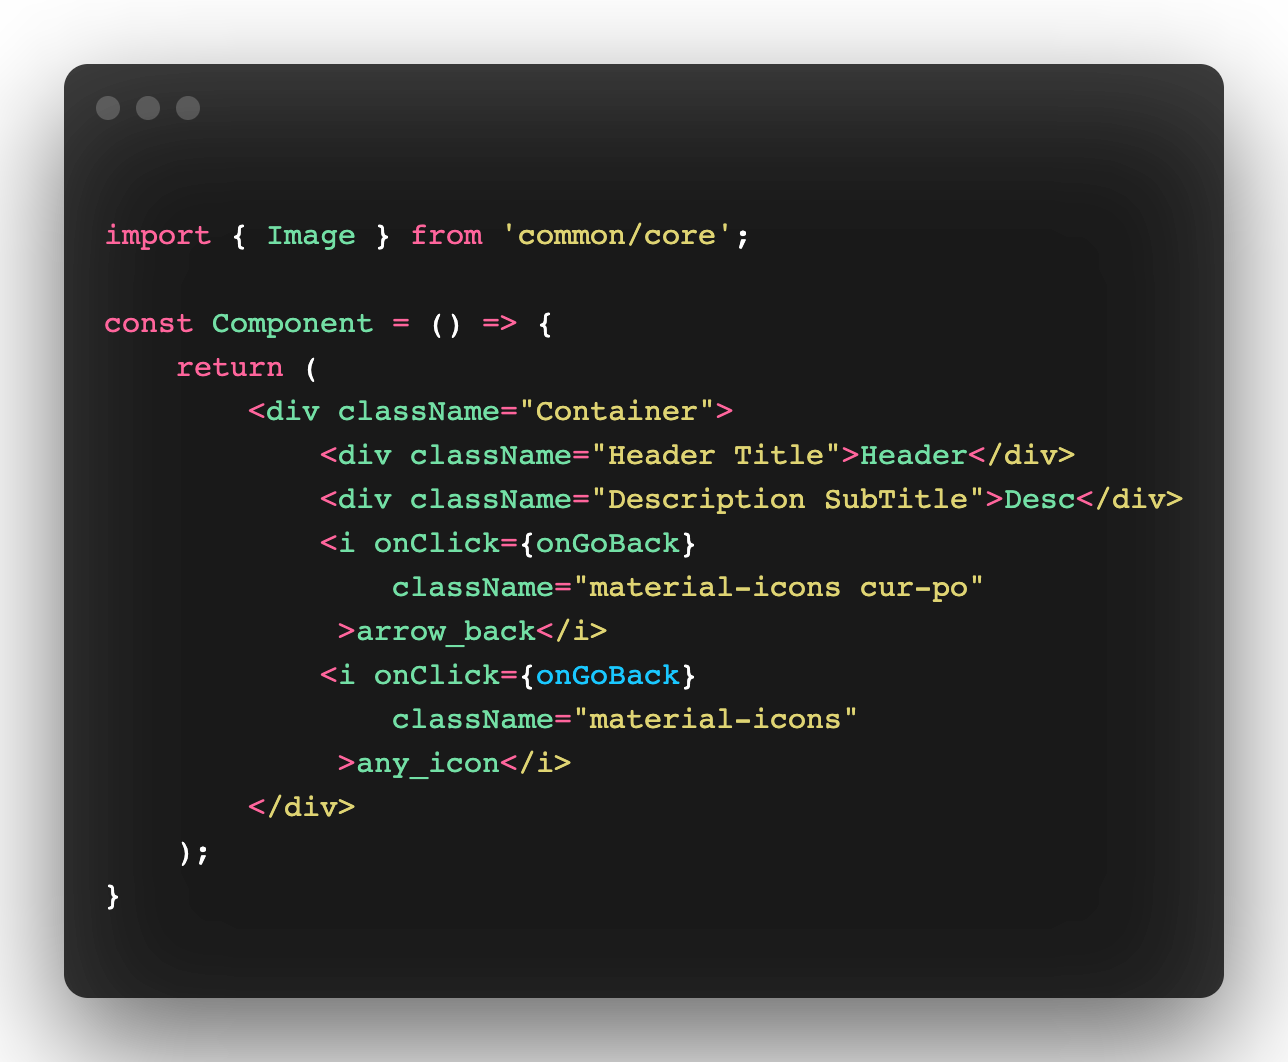 import { Image } from 'common/core';
const Component = () => {
return (
<div className="Container">
<div className="Header Title">Header</div>
<div className="Description SubTitle">Desc</div>
<i onClick={onGoBack}
className="material-icons cur-po"
>arrow_back</i>
<i onClick={onGoBack}
className="material-icons"
>any_icon</i>
</div>
);
}